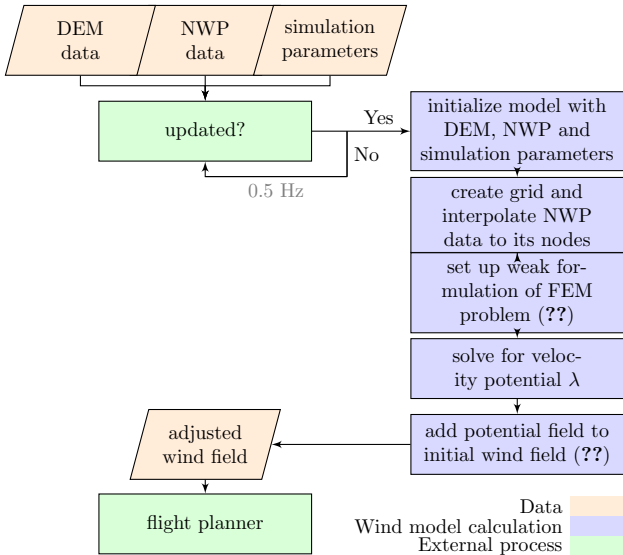 DEM
data
NWP
data
simulation
parameters
updated?
Yes
No
0.5 Hz
initialize model with
DEM, NWP and
simulation parameters
create grid and
interpolate NWP
data to its nodes
set up weak for-
mulation of FEM
problem (??)
solve for veloc-
ity potential λ
add potential field to
initial wind field (??)
adjusted
wind field
flight planner
Data
Wind model calculation
External process